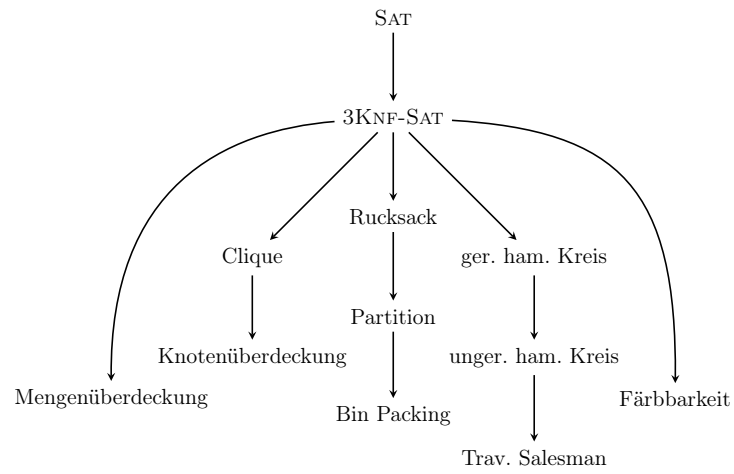 SAT
3KNF-SAT
Rucksack
Clique
ger. ham. Kreis
Partition
Knotenüberdeckung
unger. ham. Kreis
Mengenüberdeckung
Färbbarkeit
Bin Packing
Trav. Salesman